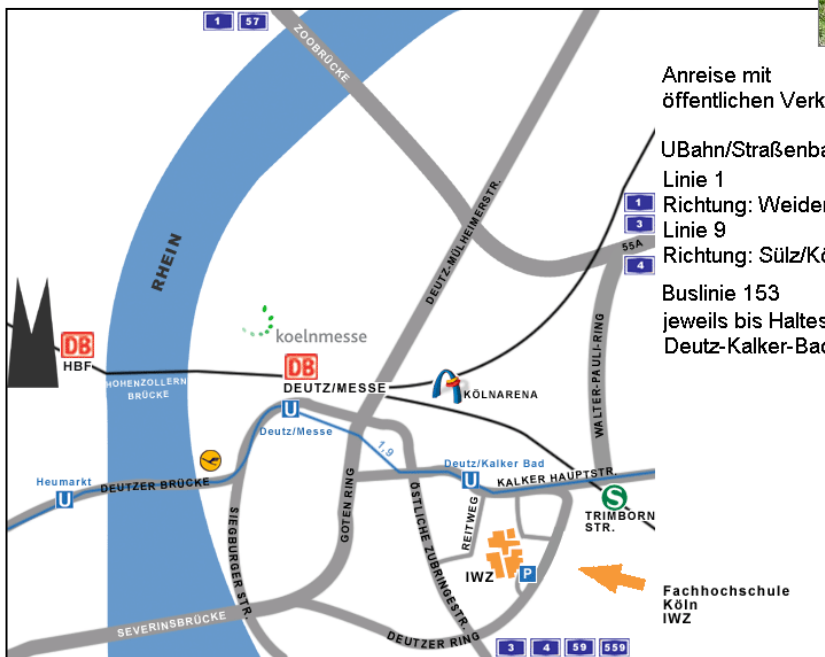 1 57
ZOOBRÜCKE
Anreise mit
öffentlichen Verk
UBahn/Straßenba
Linie 1
Richtung: Weider
Linie 9
Richtung: Sülz/Kö
Buslinie 153
jeweils bis Haltes
Deutz-Kalker-Bad
1
3
4
55A
RHEIN
DEUTZ-MÜLHEIMERSTR.
WALTER-PAULI-RING
koelnmesse
DB
HBF
DB
DEUTZ/MESSE
HOHENZOLLERN
BRÜCKE
KÖLNARENA
U
Deutz/Messe
1,9
Deutz/Kalker Bad
U
KALKER HAUPTSTR.
Heumarkt
U
DEUTZER BRÜCKE
S
TRIMBORN
STR.
SIEGBURGER STR.
GOTEN RING
ÖSTLICHE ZUBRINGESTR.
REITWEG
IWZ
P
Fachhochschule
Köln
IWZ
SEVERINSBRÜCKE
DEUTZER RING
3 4 59 559